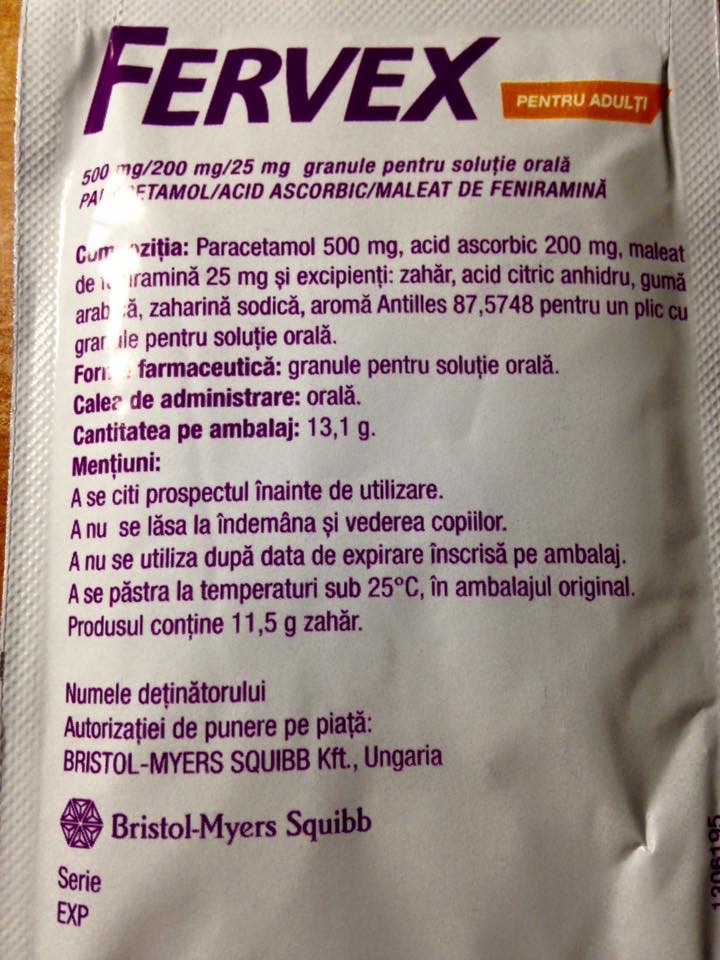 FERVEX
PENTRU ADULȚI
500 mg/200 mg/25 mg granule pentru soluție orală
ACID ASCORBIC/MALEAT DE FENIRAMINĂ
Paracetamol 500 mg, acid ascorbic 200 mg, maleat
de 25 mg și excipienți: zahăr, acid citric anhidru, gumă
zaharină sodică, aromă Antilles 87,5748 pentru un plic cu
pentru soluție orală.
farmaceutică: granule pentru soluție orală.
Calea de administrare: orală.
Cantitatea pe ambalaj: 13,1 g.
Mențiuni:
A se citi prospectul înainte de utilizare.
A nu se lăsa la îndemâna și vederea copiilor.
A nu se utiliza după data de expirare înscrisă pe ambalaj.
A se păstra la temperaturi sub 25°C, în ambalajul original.
Produsul conține 11,5 g zahăr.
Numele deținătorului
Autorizației de punere pe piață:
BRISTOL-MYERS SQUIBB Kft., Ungaria
Bristol-Myers Squibb
Serie
EXP